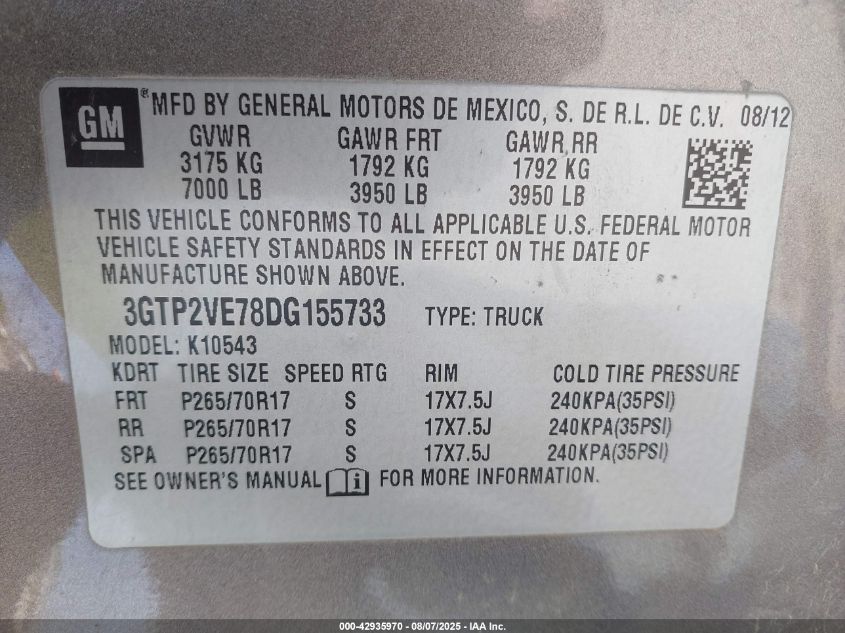 GM ® MFD BY GENERAL MOTORS DE MEXICO, S. DE R.L. DE C.V. 08/12
GVWR GAWR FRT GAWR RR
3175 KG 1792 KG 1792 KG
7000 LB 3950 LB 3950 LB
THIS VEHICLE CONFORMS TO ALL APPLICABLE U.S. FEDERAL MOTOR
VEHICLE SAFETY STANDARDS IN EFFECT ON THE DATE OF
MANUFACTURE SHOWN ABOVE.
3GTP2VE78DG155733 TYPE: TRUCK
MODEL: K10543
KDRT TIRE SIZE SPEED RTG RIM COLD TIRE PRESSURE
FRT P265/70R17 S 17X7.5J 240KPA(35PSI)
RR P265/70R17 S 17X7.5J 240KPA(35PSI)
SPA P265/70R17 S 17X7.5J 240KPA(35PSI)
SEE OWNER'S MANUAL i FOR MORE INFORMATION.
000-42935970 - 08/07/2025 - IAA Inc.